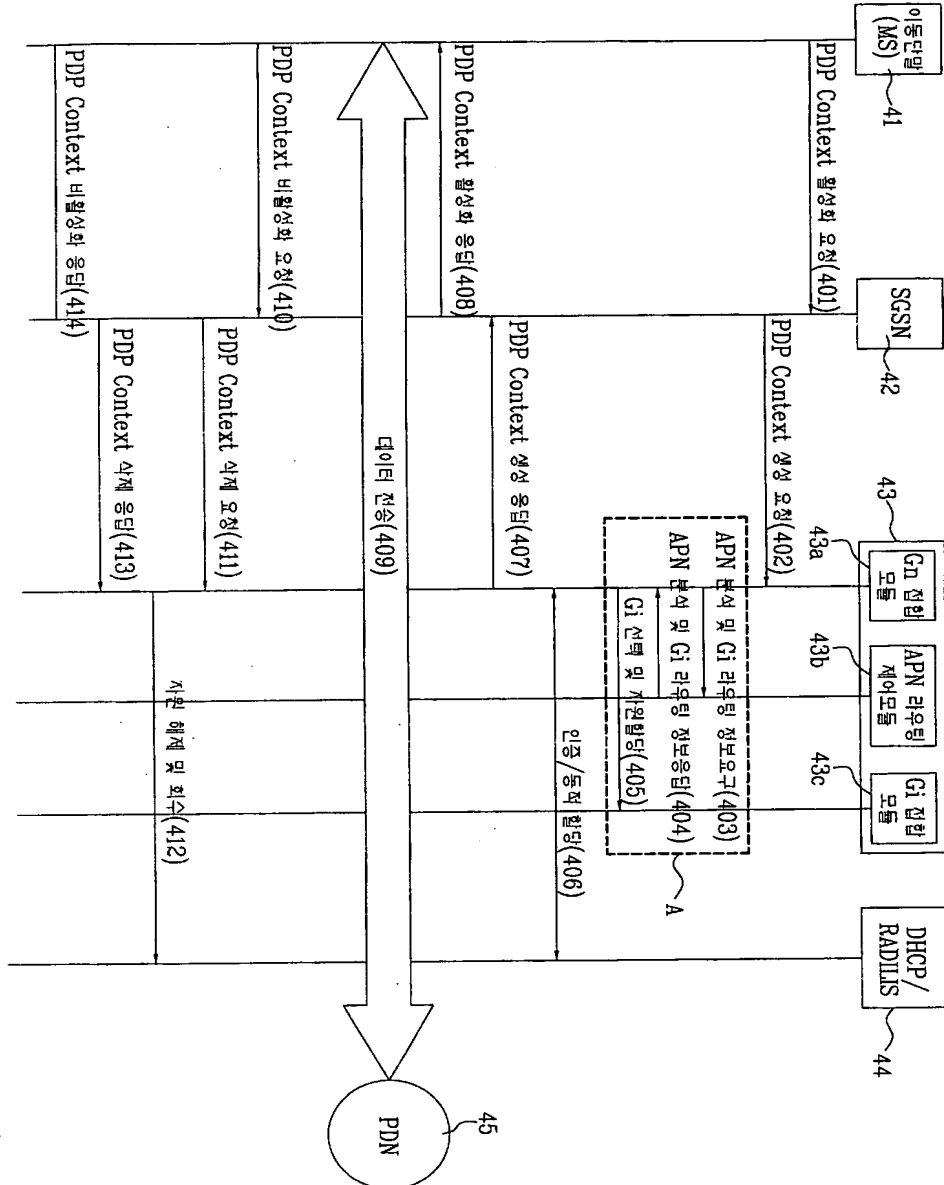 이동단말
(MS)
41
SGSN
42
43
43a
Gn 접합
모듈
43b
APN 라우팅
제어모듈
43c
Gi 접합
모듈
DHCP/
RADILIS
44
PDP Context 활성화 요청(401)
PDP Context 생성 요청(402)
APN 분석 및 Gi 라우팅 정보요구(403)
APN 분석 및 Gi 라우팅 정보응답(404)
Gi 선택 및 자원할당(405)
A
인증/동적 할당(406)
PDP Context 생성 응답(407)
PDP Context 활성화 응답(408)
데이터 전송(409)
PDN
45
PDP Context 비활성화 요청(410)
PDP Context 삭제 요청(411)
자원 해제 및 회수(412)
PDP Context 삭제 응답(413)
PDP Context 비활성화 응답(414)